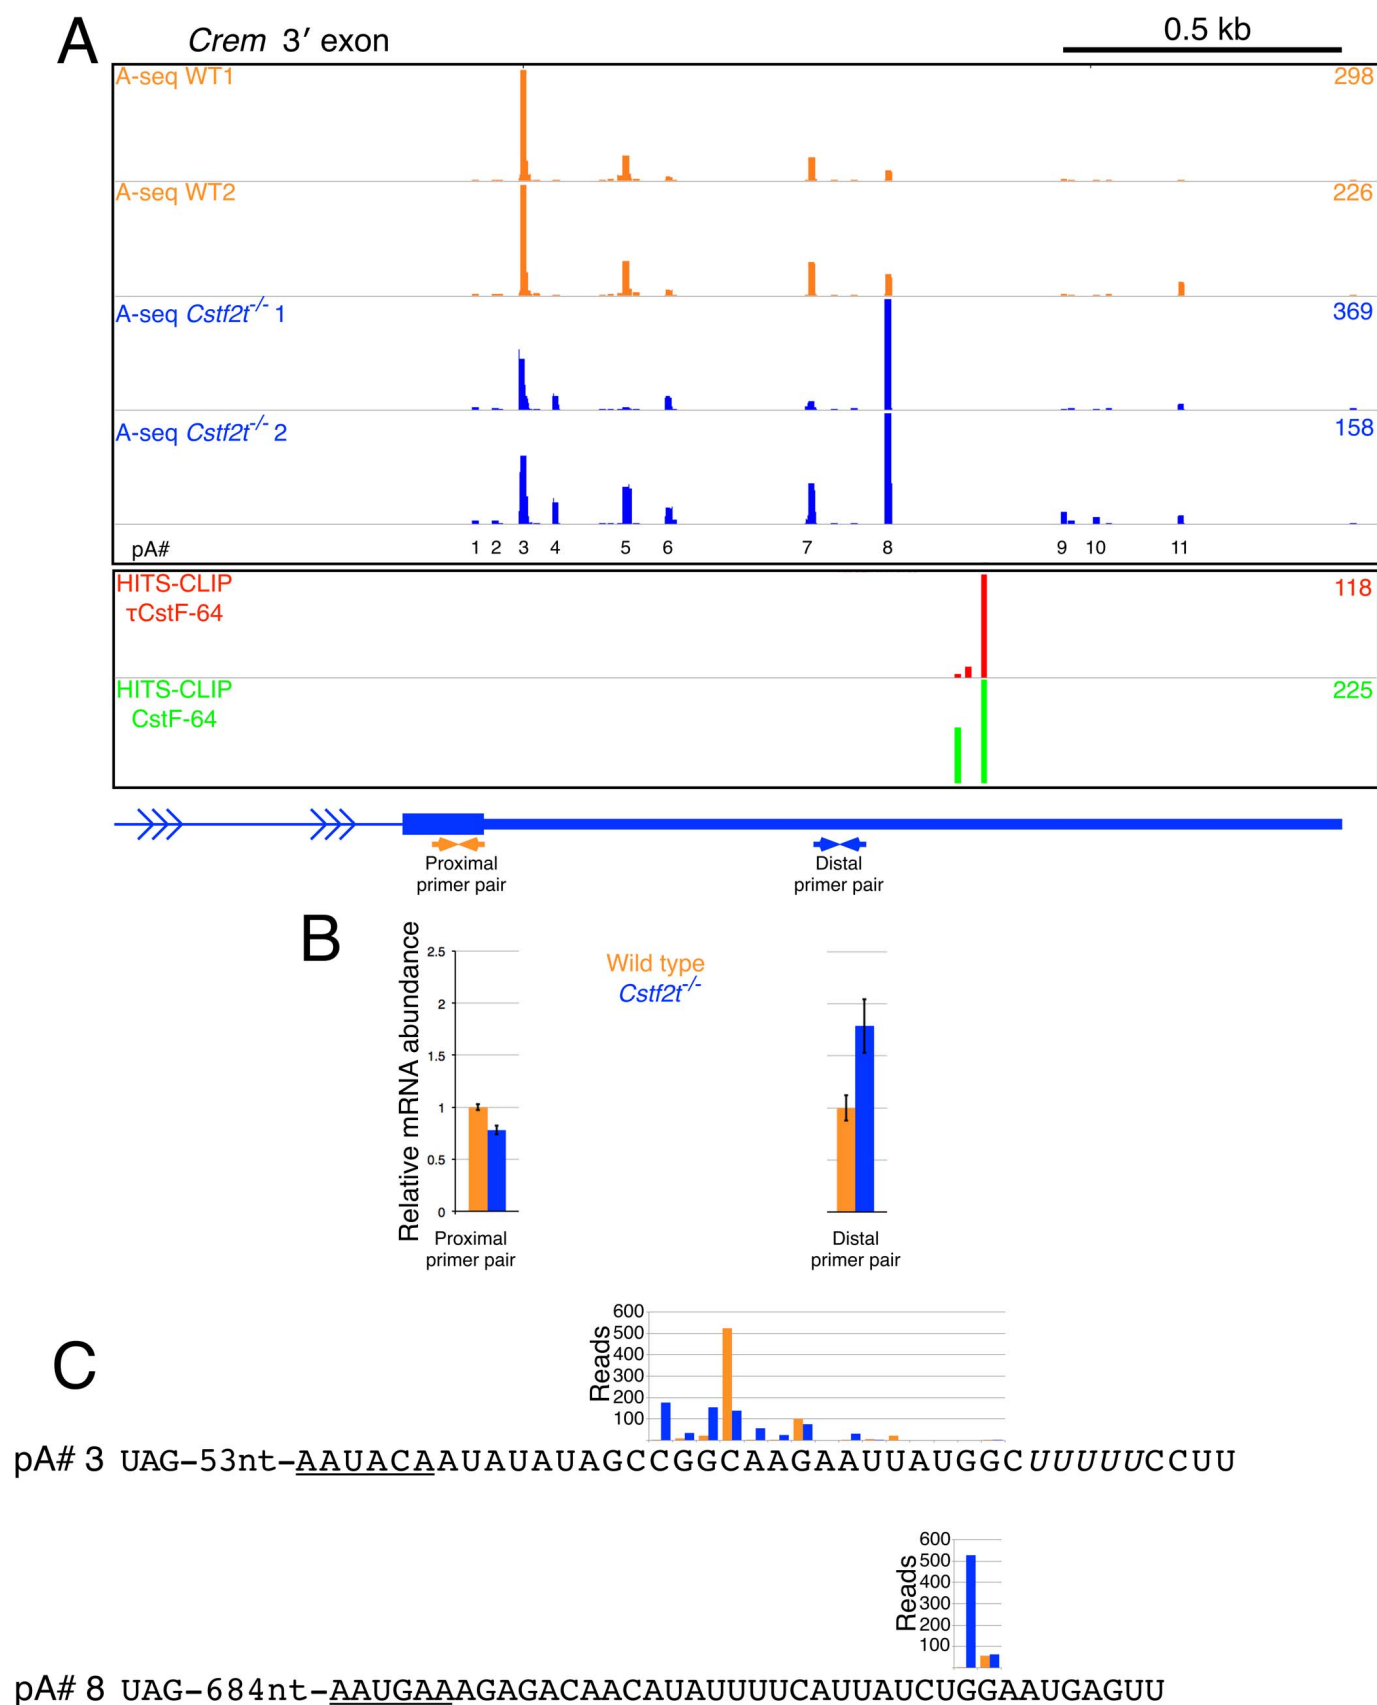 A
Crem 3′ exon
0.5 kb
A-seq WT1
298
A-seq WT2
226
A-seq Cstf2t-/- 1
369
A-seq Cstf2t-/- 2
158
pA# 1 2 3 4 5 6 7 8 9 10 11
HITS-CLIP
τCstF-64
118
HITS-CLIP
CstF-64
225
Proximal
primer pair
Distal
primer pair
B
Relative mRNA abundance
2.5
2
1.5
1
0.5
0
Wild type
Cstf2t-/-
Proximal
primer pair
Distal
primer pair
C
Reads
600
500
400
300
200
100
pA# 3 UAG–53nt–AAUACAAUAUAUAGCCGGCAAGAAUUAUGGCUUUUUCCUU
Reads
600
500
400
300
200
100
pA# 8 UAG–684nt–AAUGAAAGAGACAACAUAUUUUCAUUAUCUGGAAUGAGUU